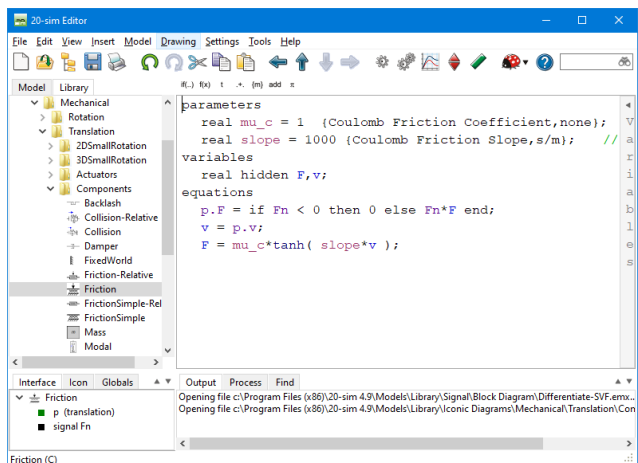 20-sim Editor
File Edit View Insert Model Drawing Settings Tools Help
Model Library
if(..) f(x) t .+. {m} add π
Mechanical
Rotation
Translation
2DSmallRotation
3DSmallRotation
Actuators
Components
Backlash
Collision-Relative
Collision
Damper
FixedWorld
Friction-Relative
Friction
FrictionSimple-Rel
FrictionSimple
Mass
Modal
parameters
real mu_c = 1 {Coulomb Friction Coefficient,none};
real slope = 1000 {Coulomb Friction Slope,s/m}; //
variables
real hidden F,v;
equations
p.F = if Fn < 0 then 0 else Fn*F end;
v = p.v;
F = mu_c*tanh( slope*v );
Variables
Interface Icon Globals
Friction
p (translation)
signal Fn
Output Process Find
Opening file c:\Program Files (x86)\20-sim 4.9\Models\Library\Signal\Block Diagram\Differentiate-SVF.emx..
Opening file c:\Program Files (x86)\20-sim 4.9\Models\Library\Iconic Diagrams\Mechanical\Translation\Con
Friction (C)